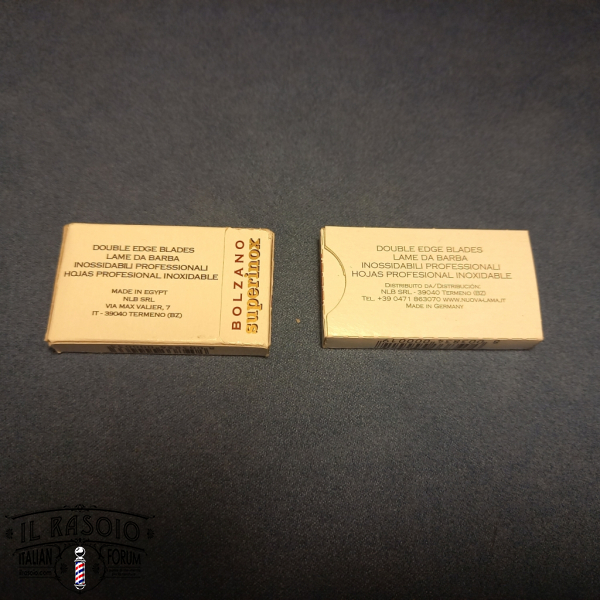 DOUBLE EDGE BLADES
LAME DA BARBA
INOSSIDABILI PROFESSIONALI
HOJAS PROFESIONAL INOXIDABLE
MADE IN EGYPT
NLB SRL
VIA MAX VALIER, 7
IT - 39040 TERMENO (BZ)
BOLZANO
superinox
DOUBLE EDGE BLADES
LAME DA BARBA
INOSSIDABILI PROFESSIONALI
HOJAS PROFESIONAL INOXIDABLE
DISTRIBUITO DA/DISTRIBUCIÓN:
NLB SRL - 39040 TERMENO (BZ)
TEL. +39 0471 863070 WWW.NUOVA-LAMA.IT
MADE IN GERMANY
IL RASOIO
ITALIAN FORUM